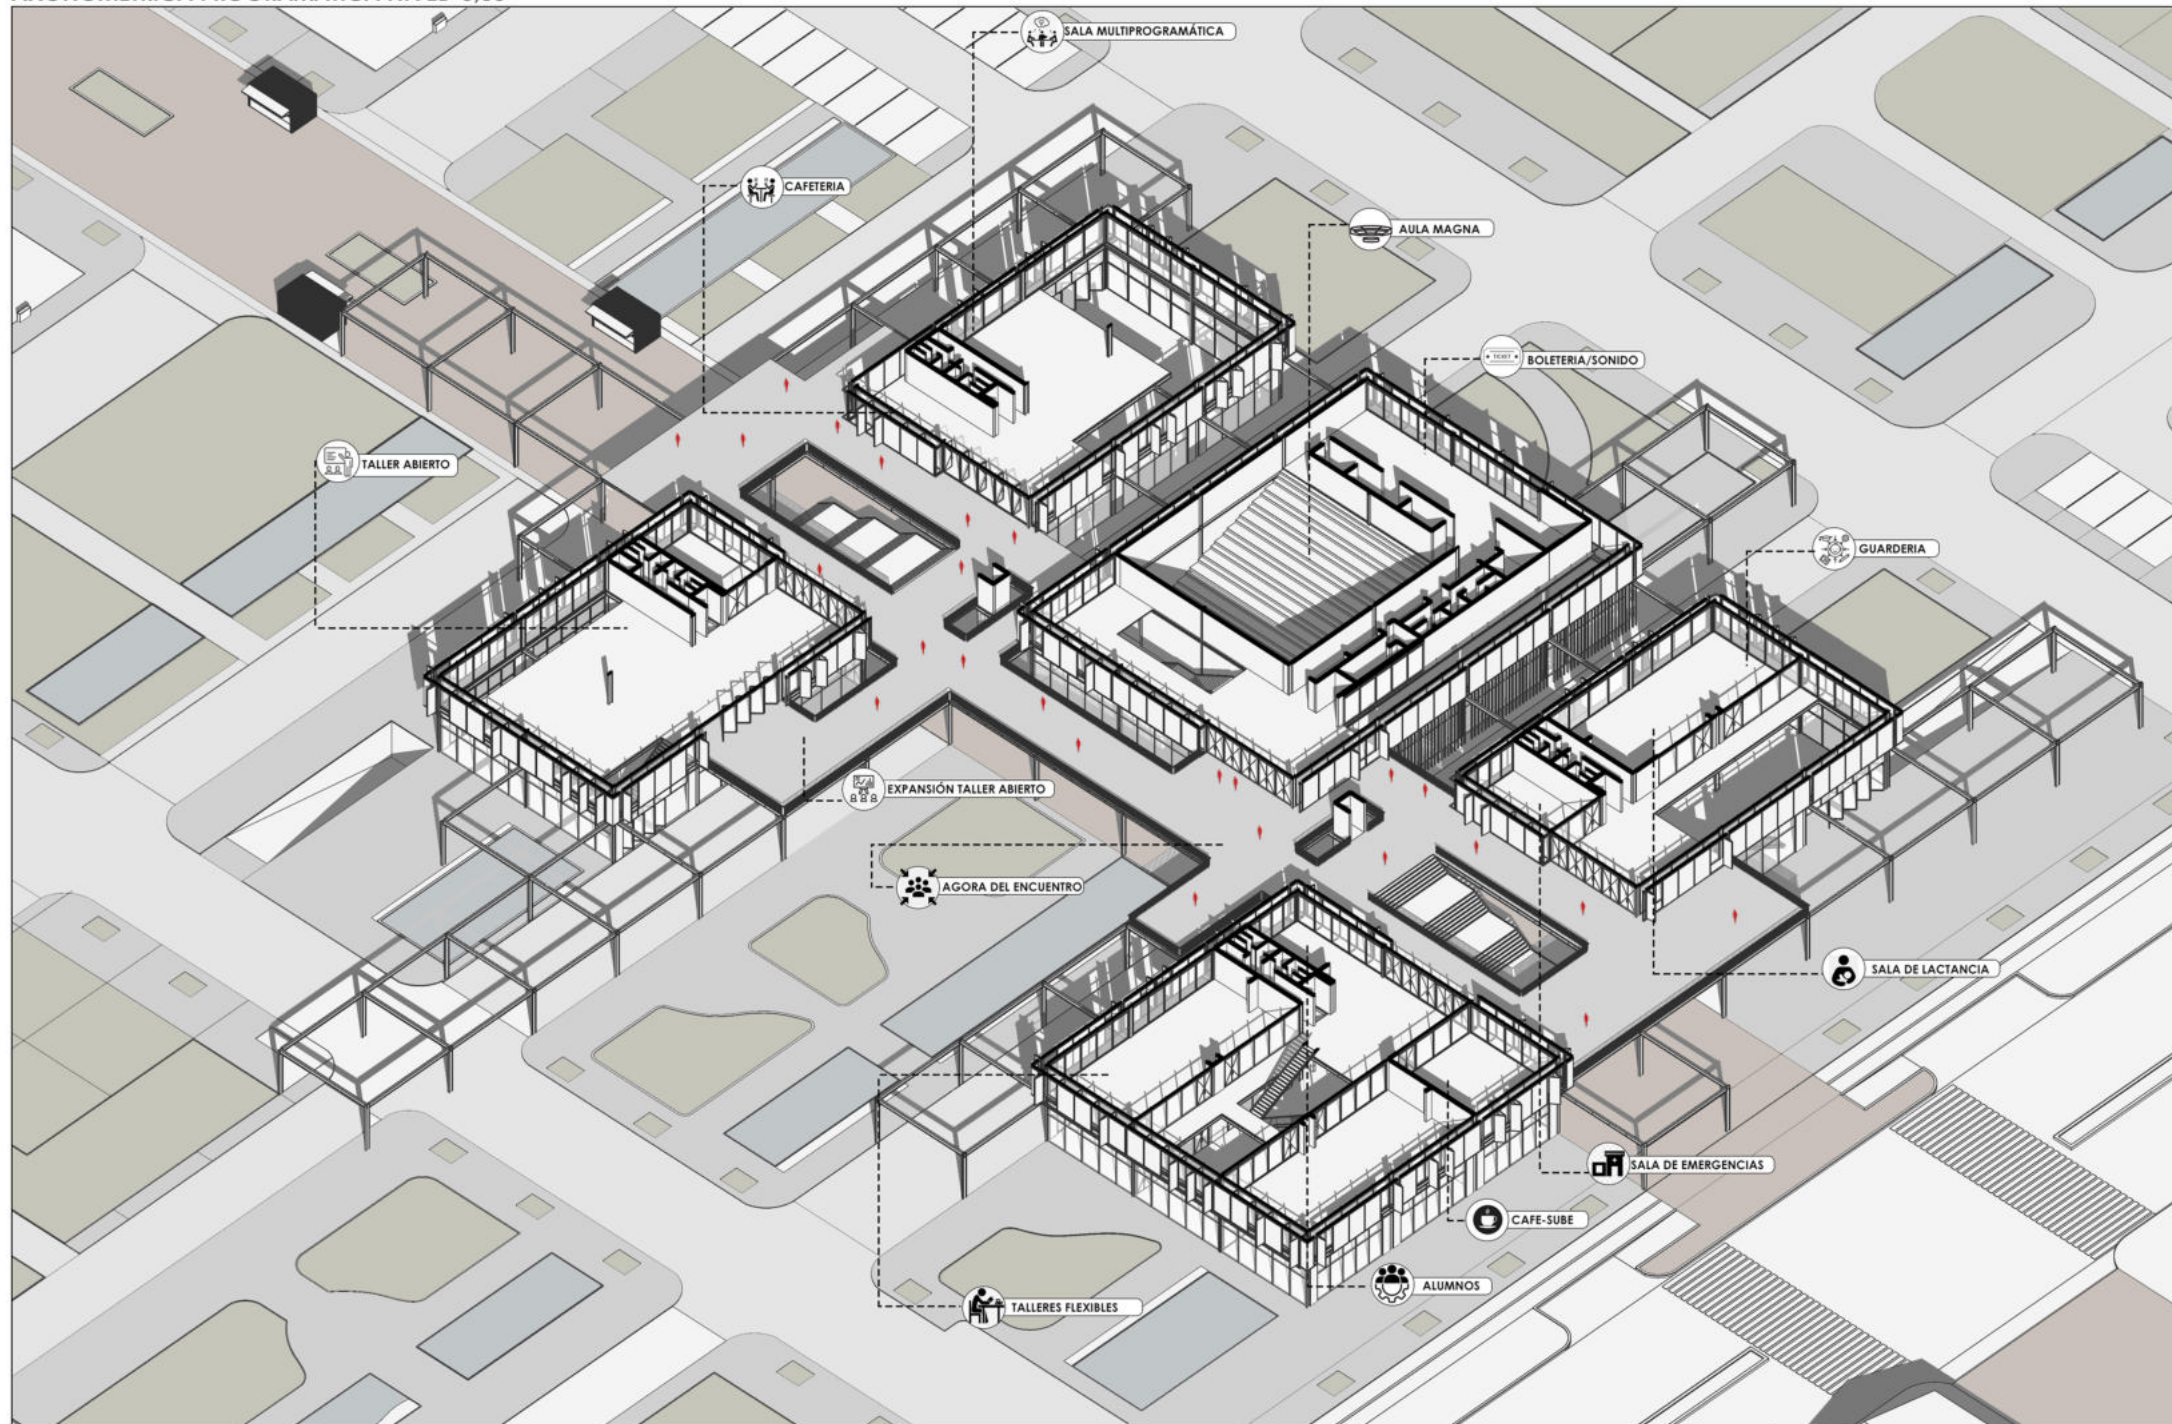 SALA MULTIPROGRAMÁTICA
CAFETERIA
AULA MAGNA
TICKET
BOLETERIA/SONIDO
TALLER ABIERTO
GUARDERIA
EXPANSIÓN TALLER ABIERTO
AGORA DEL ENCUENTRO
SALA DE LACTANCIA
SALA DE EMERGENCIAS
CAFE-SUBE
ALUMNOS
TALLERES FLEXIBLES